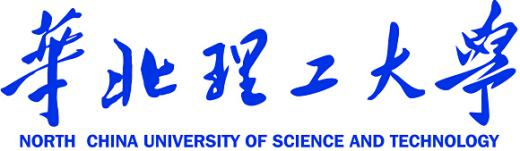 華北理工大學
NORTH CHINA UNIVERSITY OF SCIENCE AND TECHNOLOGY